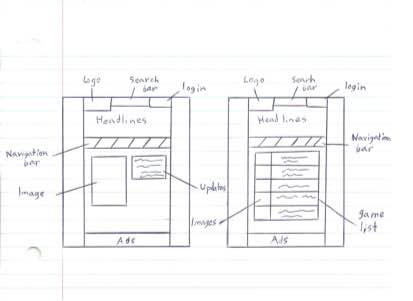 Logo
Search
bar
login
Headlines
Navigation
bar
Image
Updates
Ads
Logo
Search
bar
login
Headlines
Navigation
bar
Images
game
list
Ads